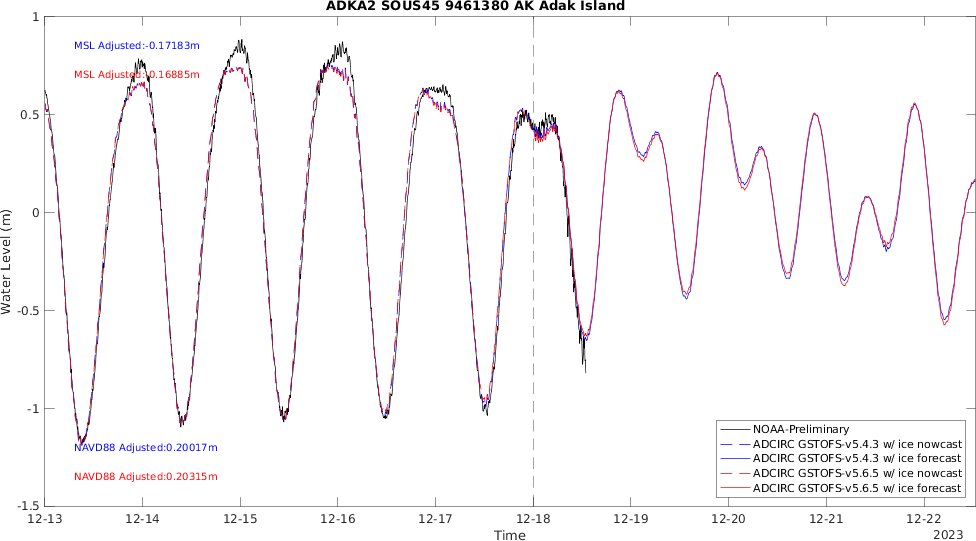 ADKA2 SOUS45 9461380 AK Adak Island
MSL Adjusted:-0.17183m
MSL Adjusted:-0.16885m
NAVD88 Adjusted:0.20017m
NAVD88 Adjusted:0.20315m
Water Level (m)
1
0.5
0
-0.5
-1
-1.5
NOAA-Preliminary
ADCIRC GSTOFS-v5.4.3 w/ ice nowcast
ADCIRC GSTOFS-v5.4.3 w/ ice forecast
ADCIRC GSTOFS-v5.6.5 w/ ice nowcast
ADCIRC GSTOFS-v5.6.5 w/ ice forecast
12-13 12-14 12-15 12-16 12-17 12-18 12-19 12-20 12-21 12-22
Time
2023